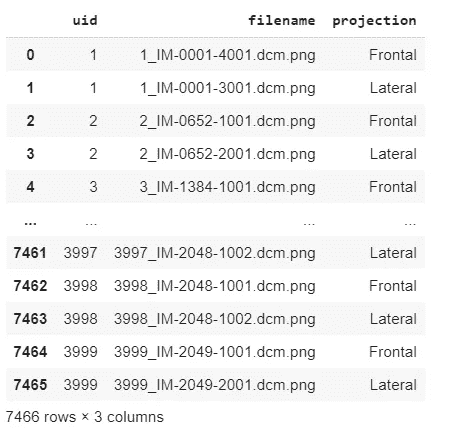 uid filename projection
0 1 1_IM-0001-4001.dcm.png Frontal
1 1 1_IM-0001-3001.dcm.png Lateral
2 2 2_IM-0652-1001.dcm.png Frontal
3 2 2_IM-0652-2001.dcm.png Lateral
4 3 3_IM-1384-1001.dcm.png Frontal
... ... ... ...
7461 3997 3997_IM-2048-1002.dcm.png Lateral
7462 3998 3998_IM-2048-1001.dcm.png Frontal
7463 3998 3998_IM-2048-1002.dcm.png Lateral
7464 3999 3999_IM-2049-1001.dcm.png Frontal
7465 3999 3999_IM-2049-2001.dcm.png Lateral
7466 rows × 3 columns